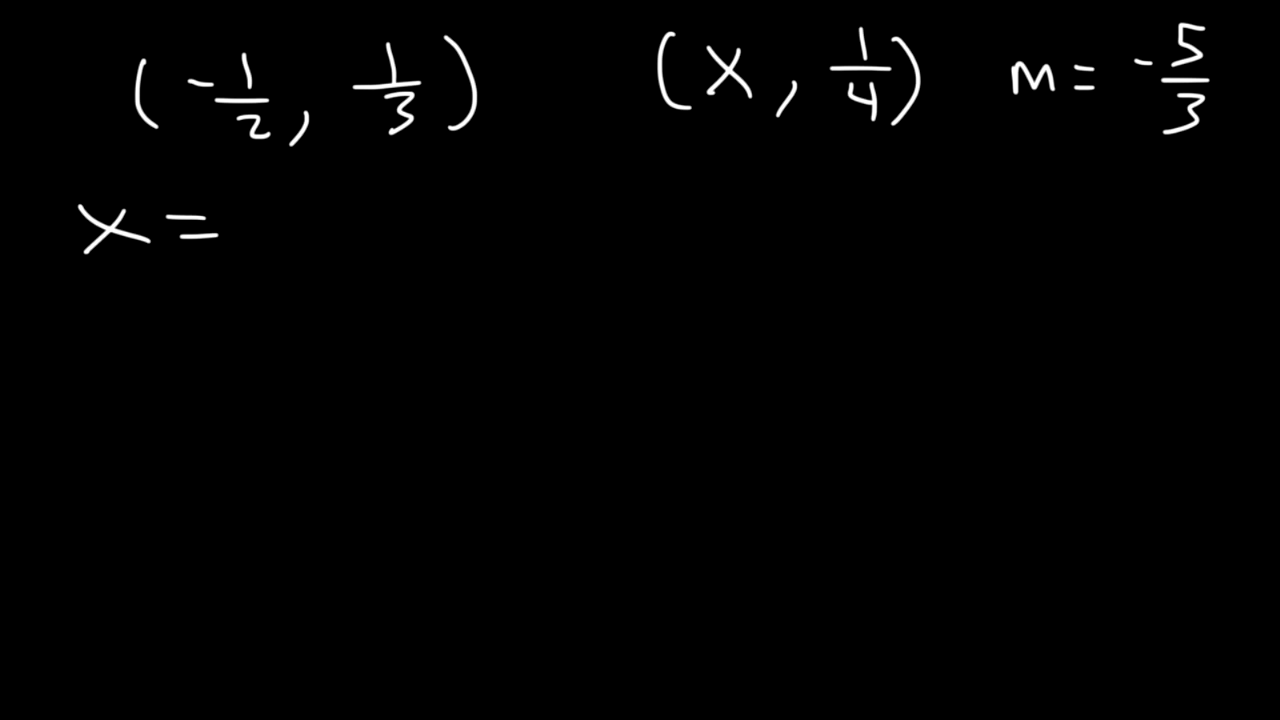 (-1/2, 1/3) (x, 1/4) m = -5/3
x =